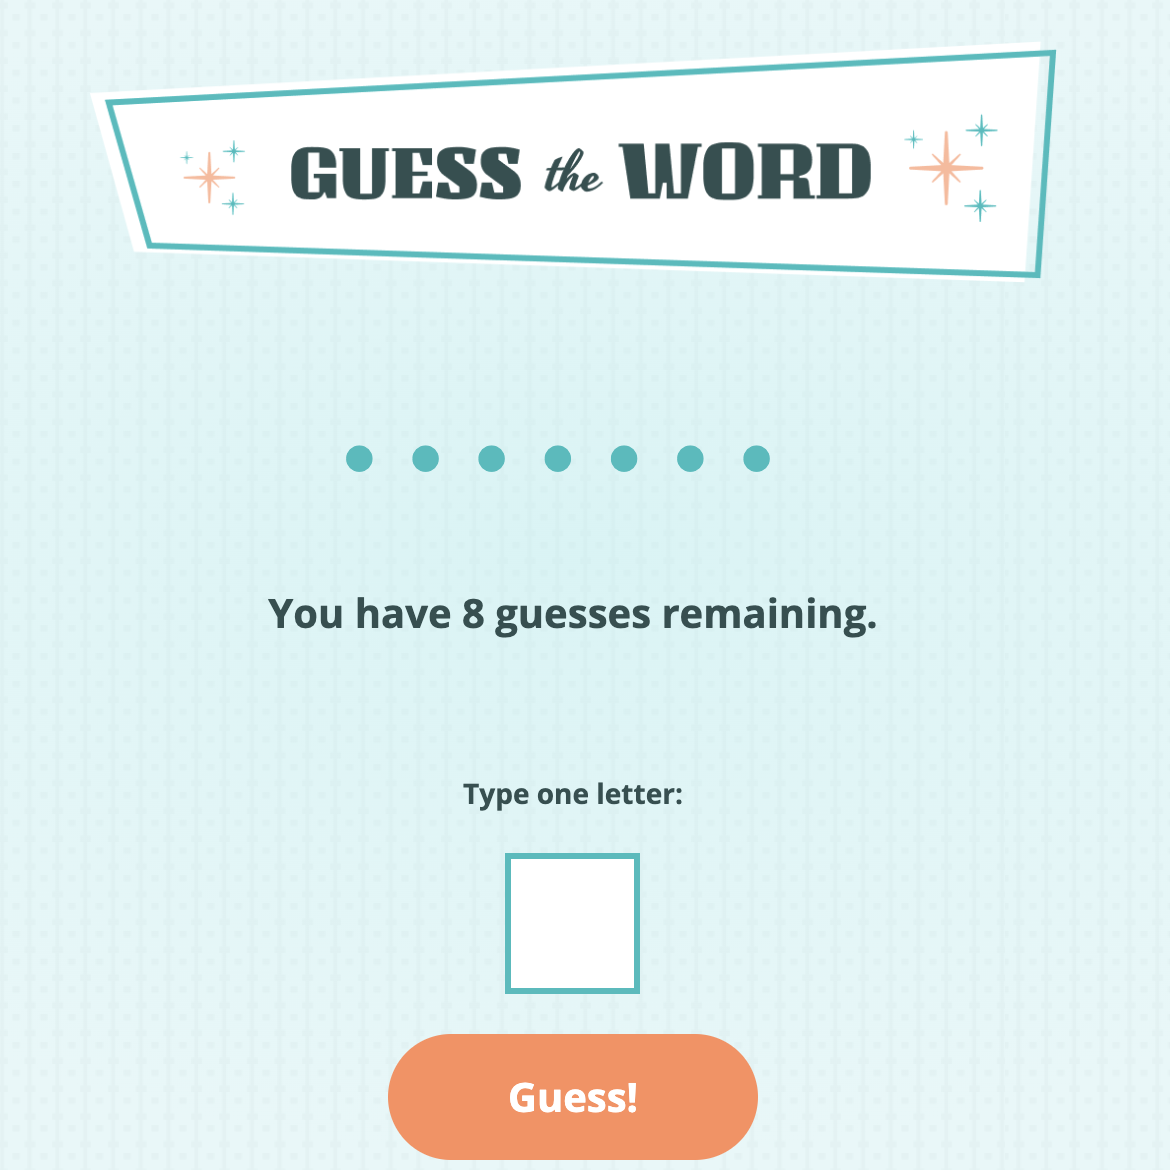 GUESS the WORD
● ● ● ● ● ● ●
You have 8 guesses remaining.
Type one letter:
Guess!